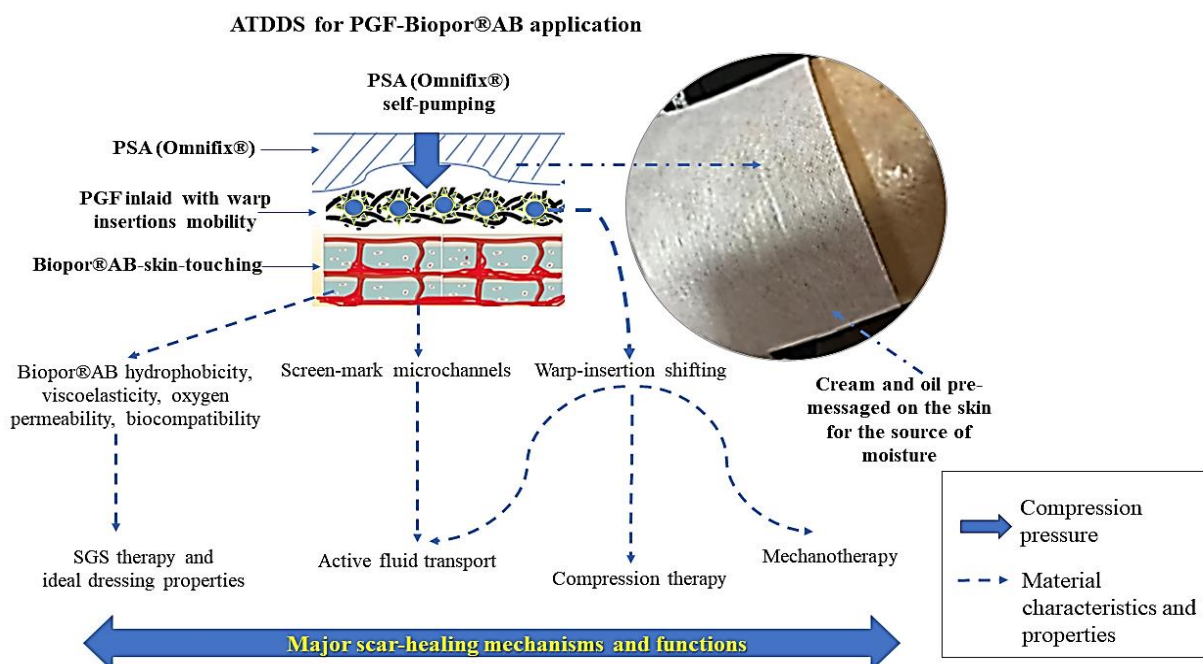 ATDDS for PGF-Biopor®AB application
PSA (Omnifix®)
self-pumping
PSA (Omnifix®)
PGF inlaid with warp
insertions mobility
Biopor®AB-skin-touching
Biopor®AB hydrophobicity,
viscoelasticity, oxygen
permeability, biocompatibility
Screen-mark microchannels
Warp-insertion shifting
Cream and oil pre-
messaged on the skin
for the source of
moisture
SGS therapy and
ideal dressing properties
Active fluid transport
Compression therapy
Mechanotherapy
Compression
pressure
Material
characteristics and
properties
Major scar-healing mechanisms and functions